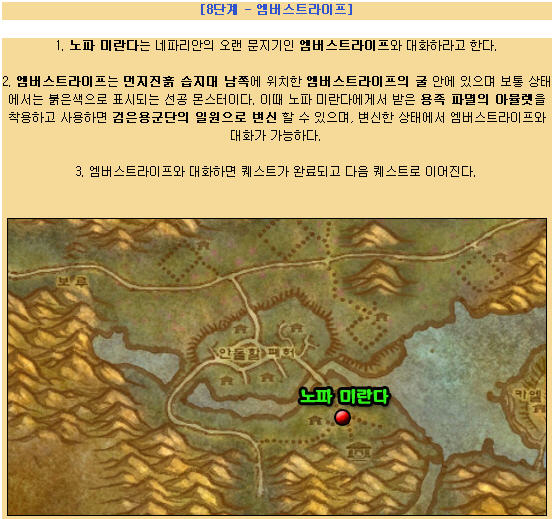 [8단계 - 엠버스트라이프]
1. 노파 미란다는 네파리안의 오랜 문지기인 엠버스트라이프와 대화하라고 한다.
2. 엠버스트라이프는 먼지진흙 습지대 남쪽에 위치한 엠버스트라이프의 굴 안에 있으며 보통 상태
에서는 붉은색으로 표시되는 선공 몬스터이다. 이때 노파 미란다에게서 받은 용족 파멸의 아뮬렛을
착용하고 사용하면 검은용군단의 일원으로 변신 할 수 있으며, 변신한 상태에서 엠버스트라이프와
대화가 가능하다.
3. 엠버스트라이프와 대화하면 퀘스트가 완료되고 다음 퀘스트로 이어진다.
보루
안돌할 폐허
노파 미란다